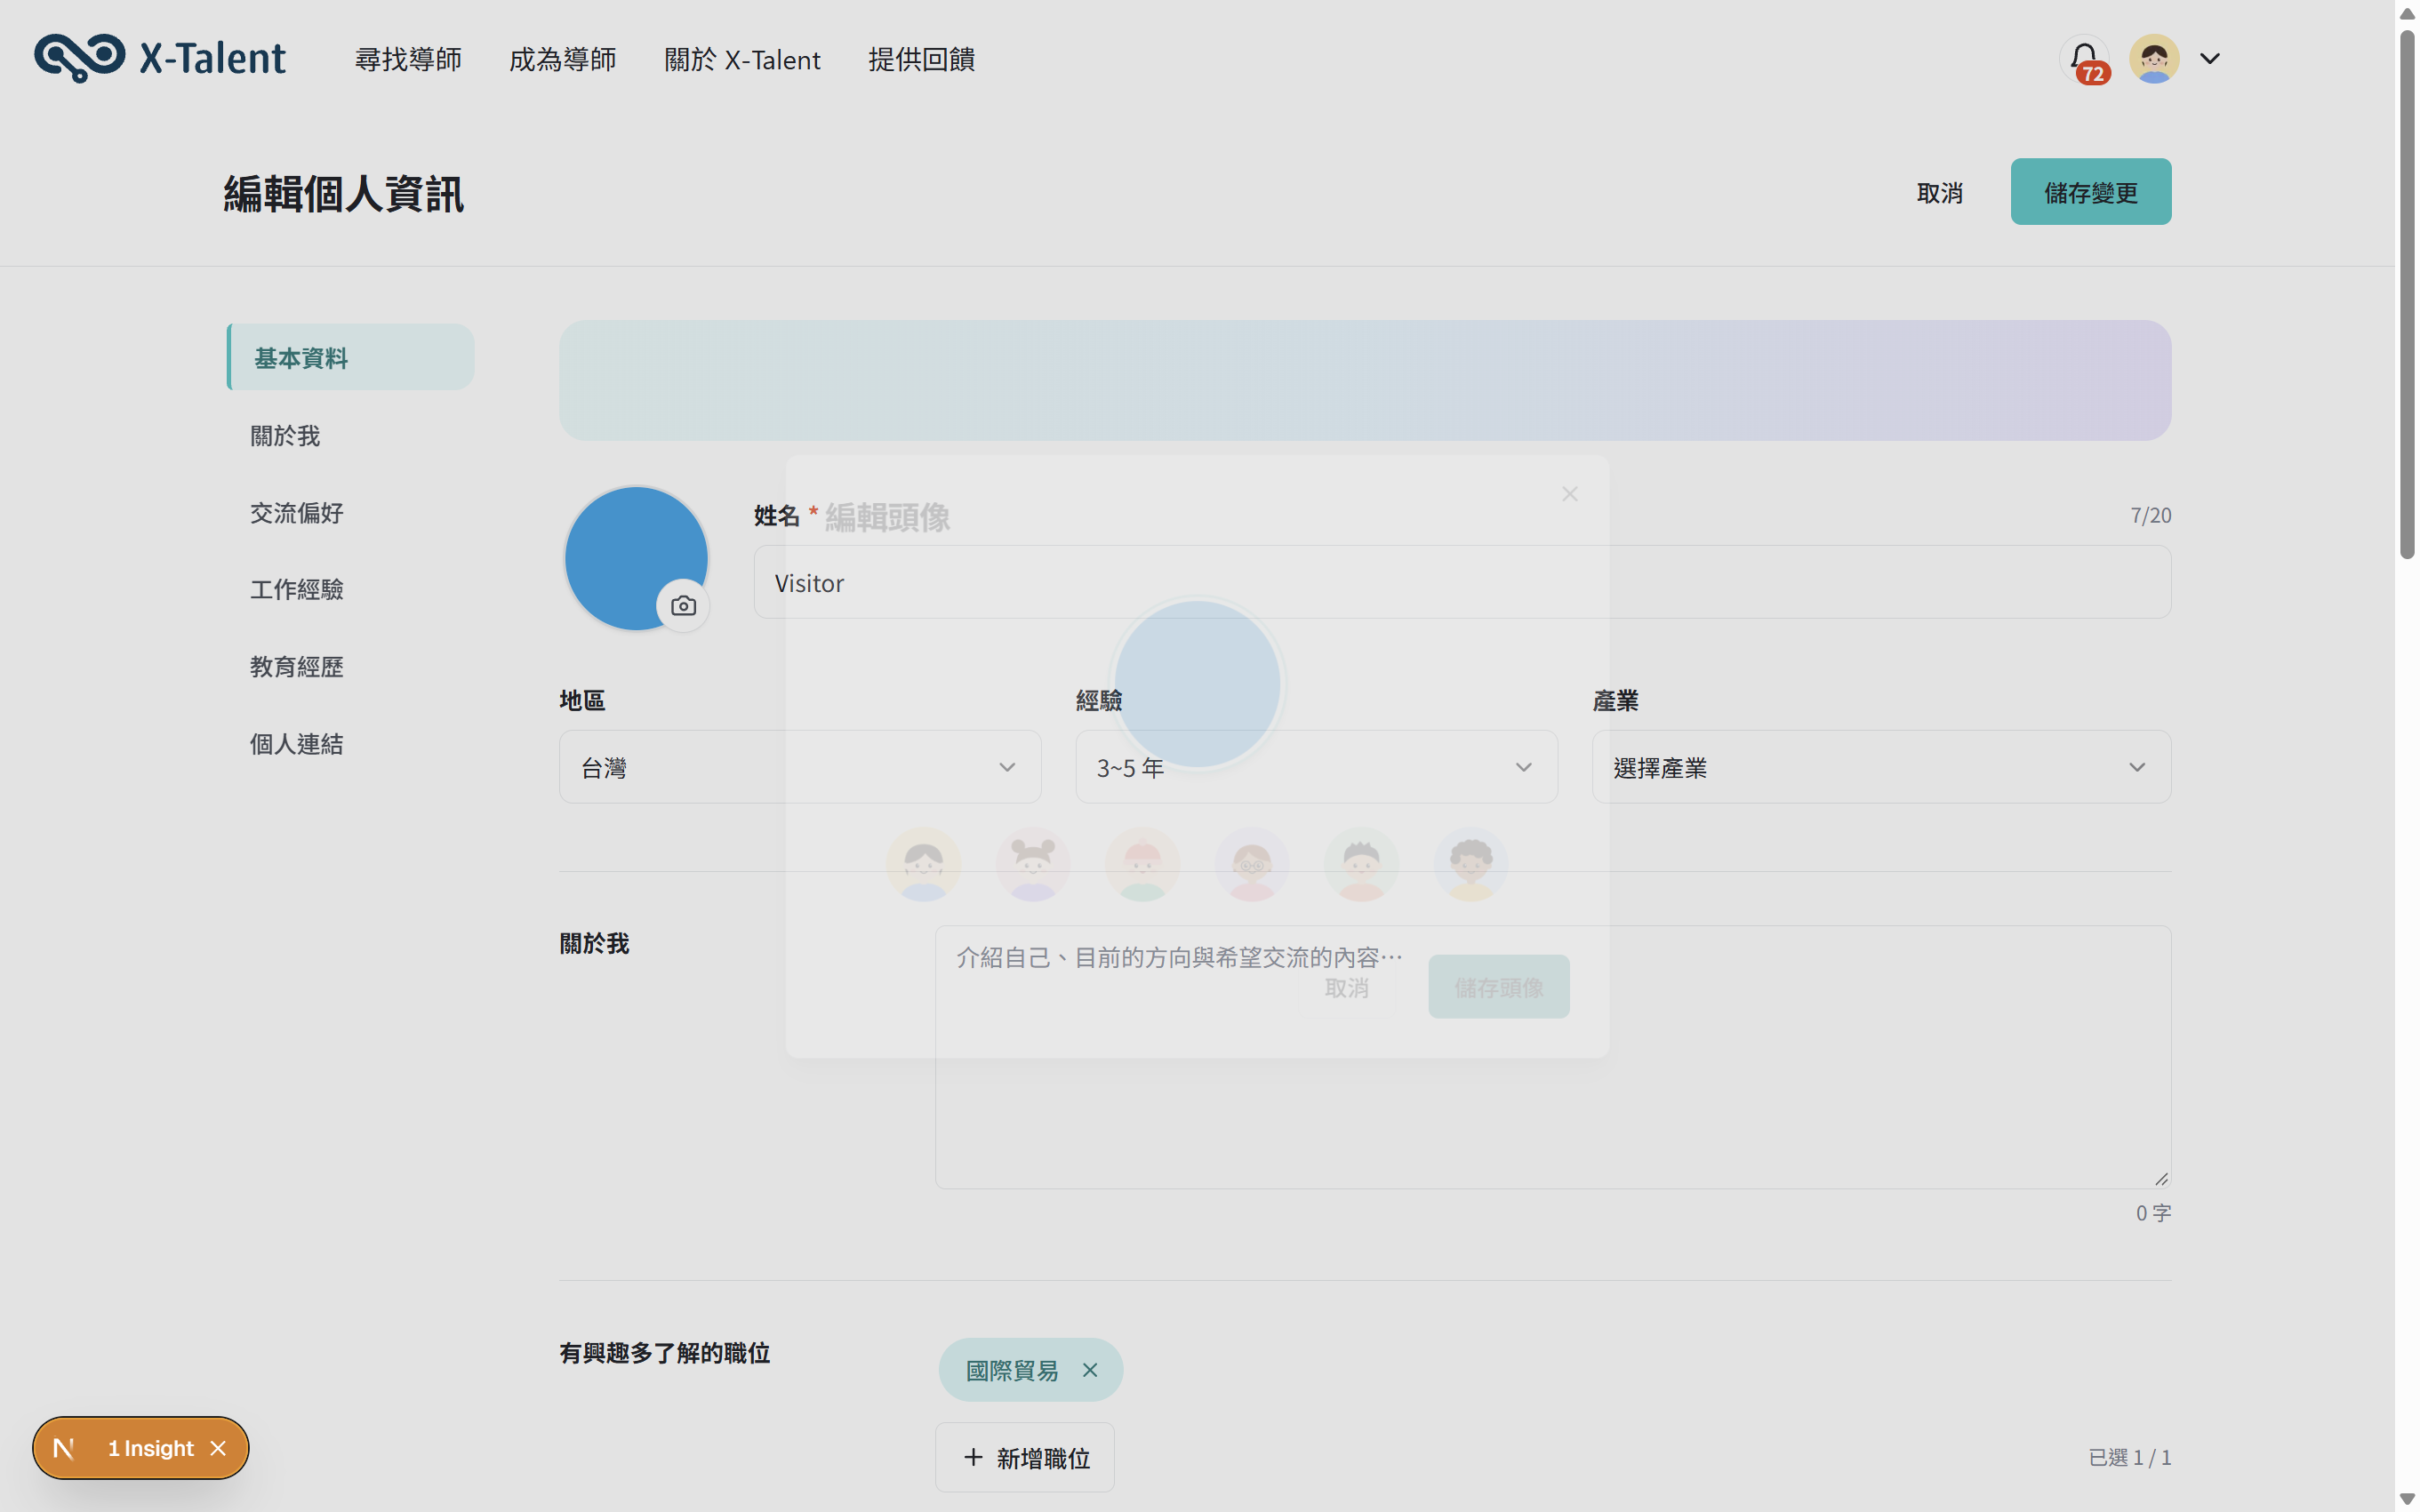 X-Talent
尋找導師
成為導師
關於 X-Talent
提供回饋
72
編輯個人資訊
取消
儲存變更
基本資料
關於我
交流偏好
工作經驗
教育經歷
個人連結
姓名 *
7/20
編輯頭像
Visitor
地區
經驗
產業
台灣
3~5 年
選擇產業
關於我
介紹自己、目前的方向與希望交流的內容…
取消
儲存頭像
0 字
有興趣多了解的職位
國際貿易
新增職位
已選 1 / 1
N
1 Insight